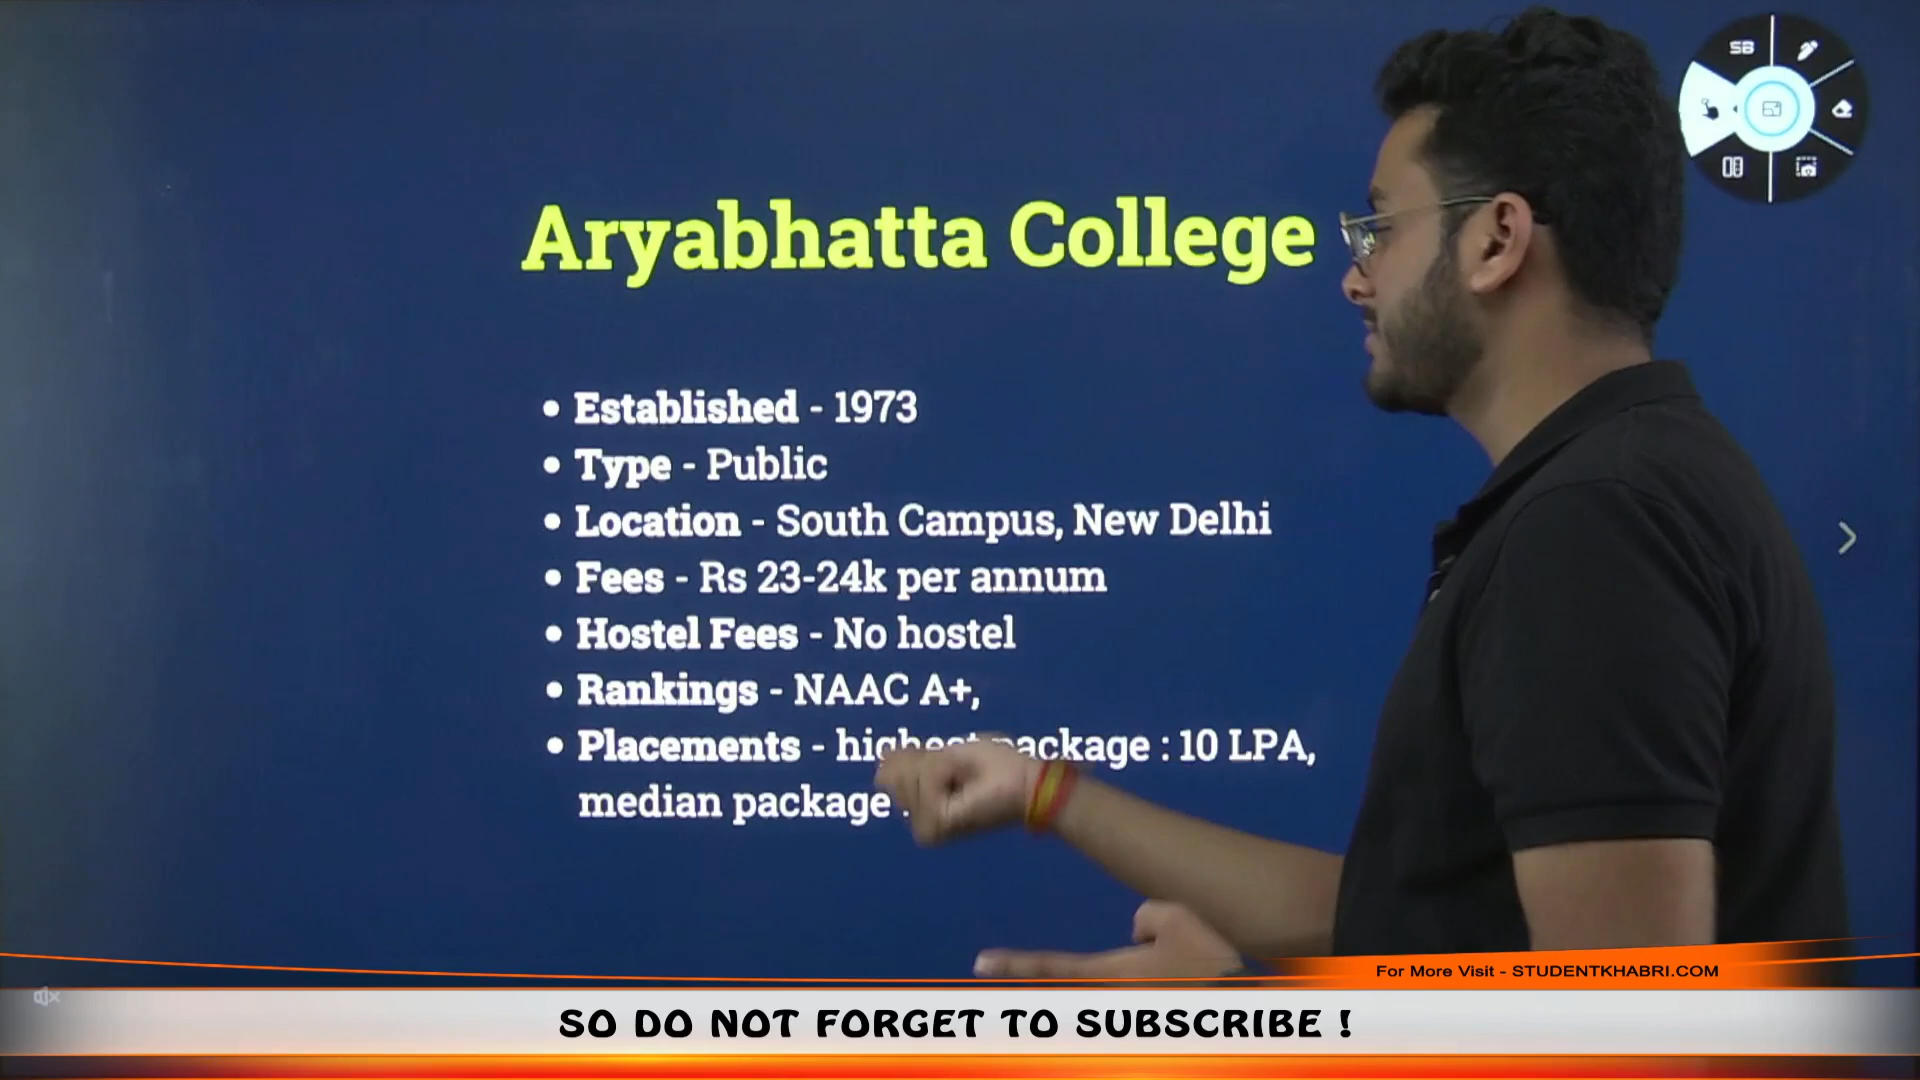 SB
Aryabhatta College
• Established - 1973
• Type - Public
• Location - South Campus, New Delhi
• Fees - Rs 23-24k per annum
• Hostel Fees - No hostel
• Rankings - NAAC A+,
• Placements - highest package : 10 LPA,
median package :
For More Visit - STUDENTKHABRI.COM
SO DO NOT FORGET TO SUBSCRIBE !